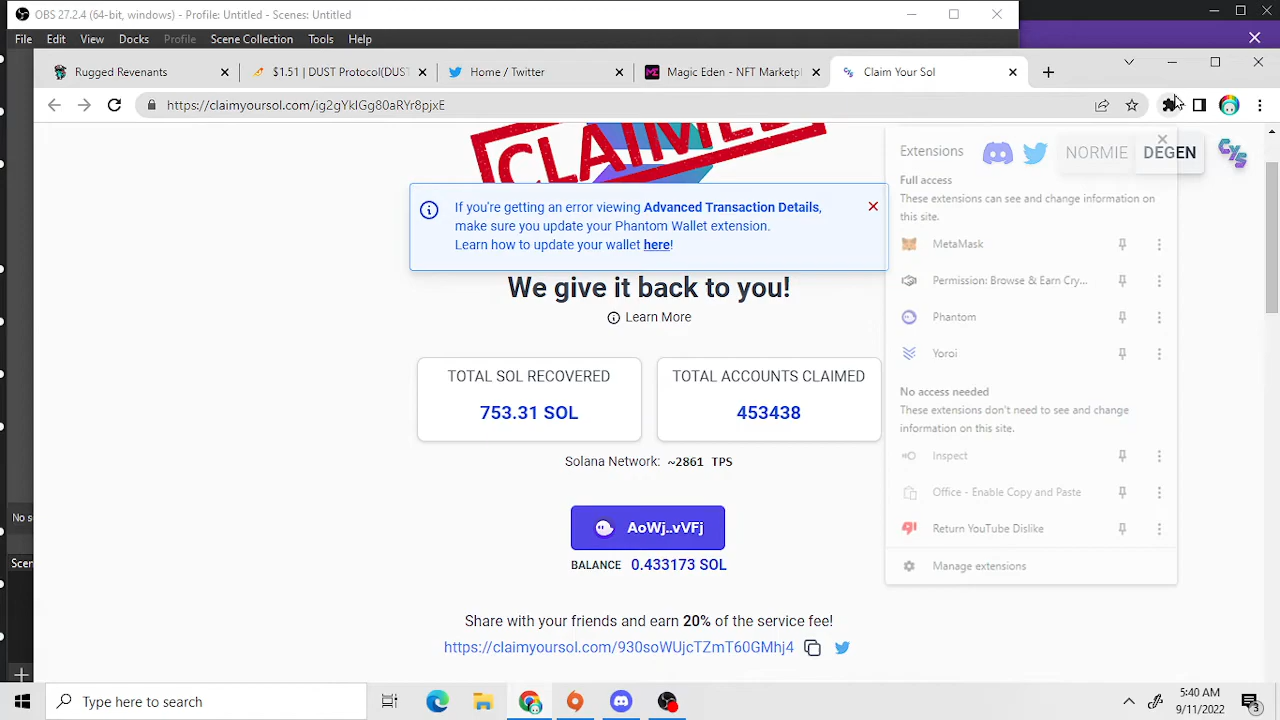 OBS 27.2.4 (64-bit, windows) - Profile: Untitled - Scenes: Untitled
File Edit View Docks Profile Scene Collection Tools Help
Rugged Revenants
$1.51 | DUST Protocol(DUST
Home / Twitter
Magic Eden - NFT Marketp
Claim Your Sol
https://claimyoursol.com/ig2gYkIGg80aRYr8pjxE
CLAIMED
If you're getting an error viewing Advanced Transaction Details,
make sure you update your Phantom Wallet extension.
Learn how to update your wallet here!
We give it back to you!
Learn More
TOTAL SOL RECOVERED
753.31 SOL
TOTAL ACCOUNTS CLAIMED
453438
Solana Network: ~2861 TPS
AoWj..vVFj
BALANCE 0.433173 SOL
Share with your friends and earn 20% of the service fee!
https://claimyoursol.com/930soWUjcTZmT60GMhj4
Extensions
NORMIE DEGEN
Full access
These extensions can see and change information on
this site.
MetaMask
Permission: Browse & Earn Cry...
Phantom
Yoroi
No access needed
These extensions don't need to see and change
information on this site.
Inspect
Office - Enable Copy and Paste
Return YouTube Dislike
Manage extensions
No s
Scen
Type here to search
5:40 AM
9/11/2022
3